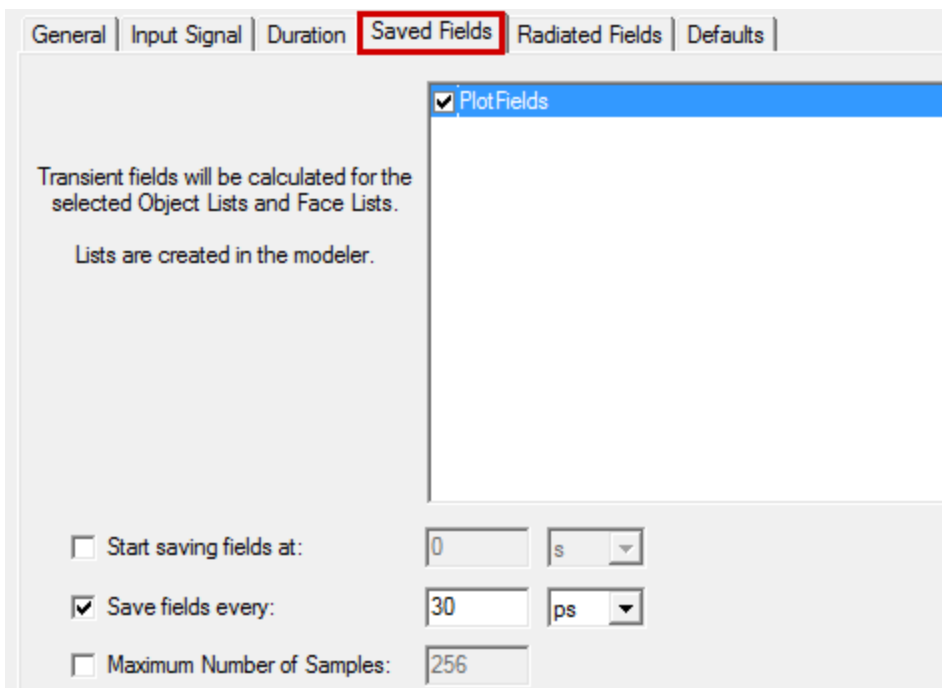 General Input Signal Duration Saved Fields Radiated Fields Defaults
PlotFields
Transient fields will be calculated for the
selected Object Lists and Face Lists.
Lists are created in the modeler.
Start saving fields at: 0 s
Save fields every: 30 ps
Maximum Number of Samples: 256